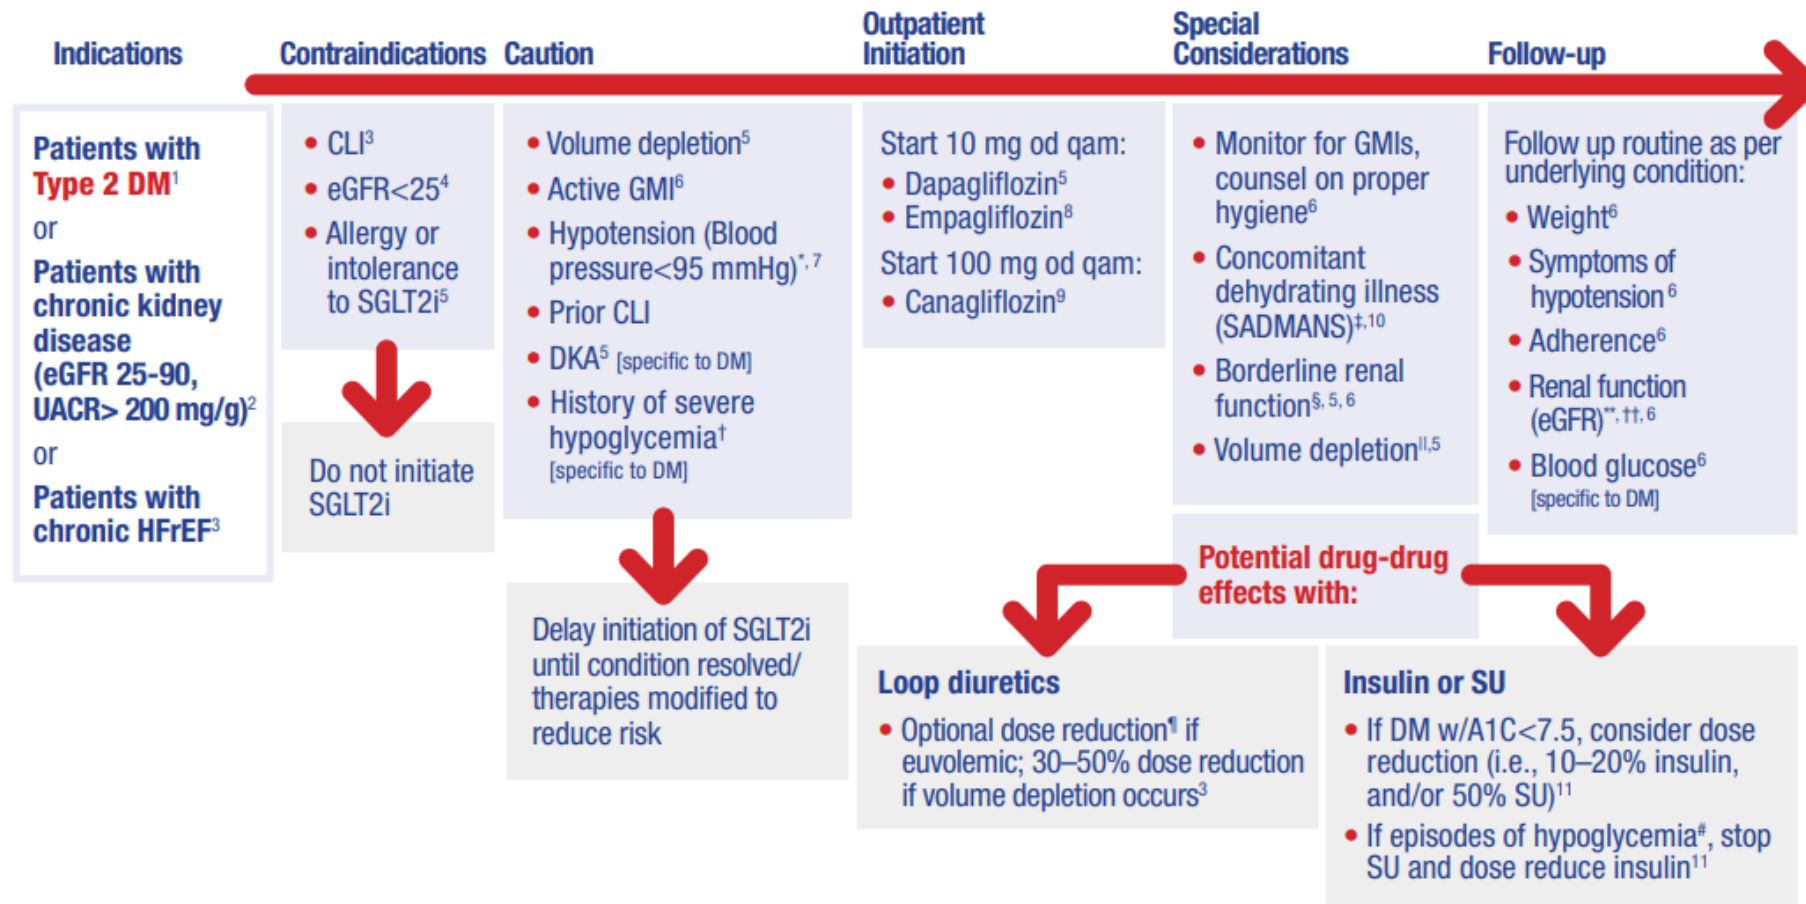 Indications
Contraindications
Caution
Outpatient
Initiation
Special
Considerations
Follow-up
Patients with
Type 2 DM¹
or
Patients with
chronic kidney
disease
(eGFR 25-90,
UACR> 200 mg/g)²
or
Patients with
chronic HFrEF³
• CLI³
• eGFR<25⁴
• Allergy or
intolerance
to SGLT2i⁵
Do not initiate
SGLT2i
• Volume depletion⁵
• Active GMI⁶
• Hypotension (Blood
pressure<95 mmHg)*,⁷
• Prior CLI
• DKA⁵ [specific to DM]
• History of severe
hypoglycemia†
[specific to DM]
Delay initiation of SGLT2i
until condition resolved/
therapies modified to
reduce risk
Start 10 mg od qam:
• Dapagliflozin⁵
• Empagliflozin⁸
Start 100 mg od qam:
• Canagliflozin⁹
• Monitor for GMIs,
counsel on proper
hygiene⁶
• Concomitant
dehydrating illness
(SADMANS)‡,¹⁰
• Borderline renal
function§,⁵,⁶
• Volume depletion||,⁵
Potential drug-drug
effects with:
Loop diuretics
• Optional dose reduction¶ if
euvolemic; 30–50% dose reduction
if volume depletion occurs³
Insulin or SU
• If DM w/A1C<7.5, consider dose
reduction (i.e., 10–20% insulin,
and/or 50% SU)¹¹
• If episodes of hypoglycemia#, stop
SU and dose reduce insulin¹¹
Follow up routine as per
underlying condition:
• Weight⁶
• Symptoms of
hypotension⁶
• Adherence⁶
• Renal function
(eGFR)**,††,⁶
• Blood glucose⁶
[specific to DM]